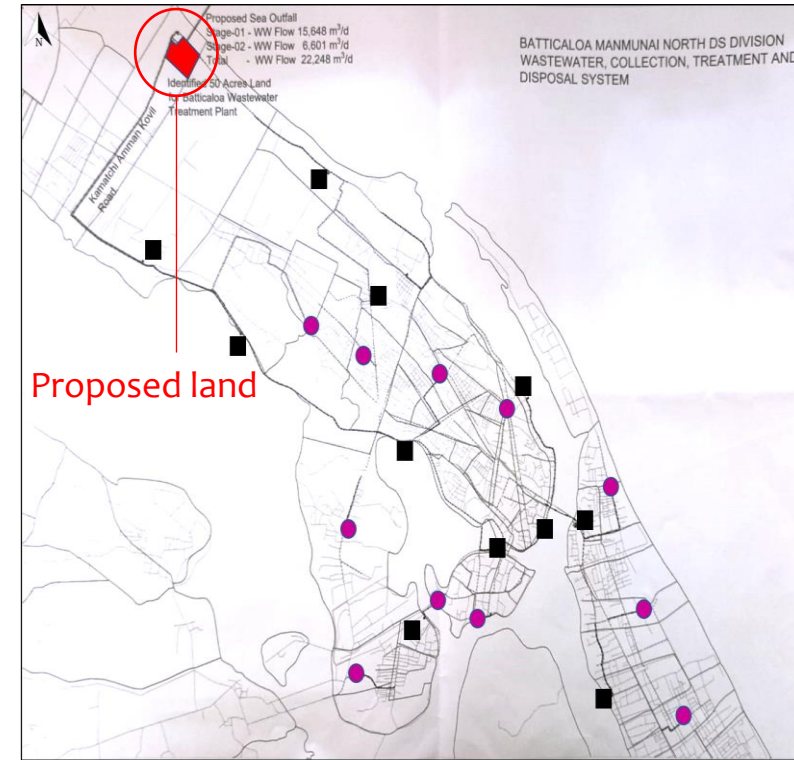 N
Proposed Sea Outfall
Stage-01 - WW Flow 15,648 m³/d
Stage-02 - WW Flow 6,601 m³/d
Total - WW Flow 22,248 m³/d
Identified 50 Acres Land
for Batticaloa Wastewater
Treatment Plant
BATTICALOA MANMUNAI NORTH DS DIVISION
WASTEWATER, COLLECTION, TREATMENT AND
DISPOSAL SYSTEM
Kamatchi Amman Kovil
Road
Proposed land